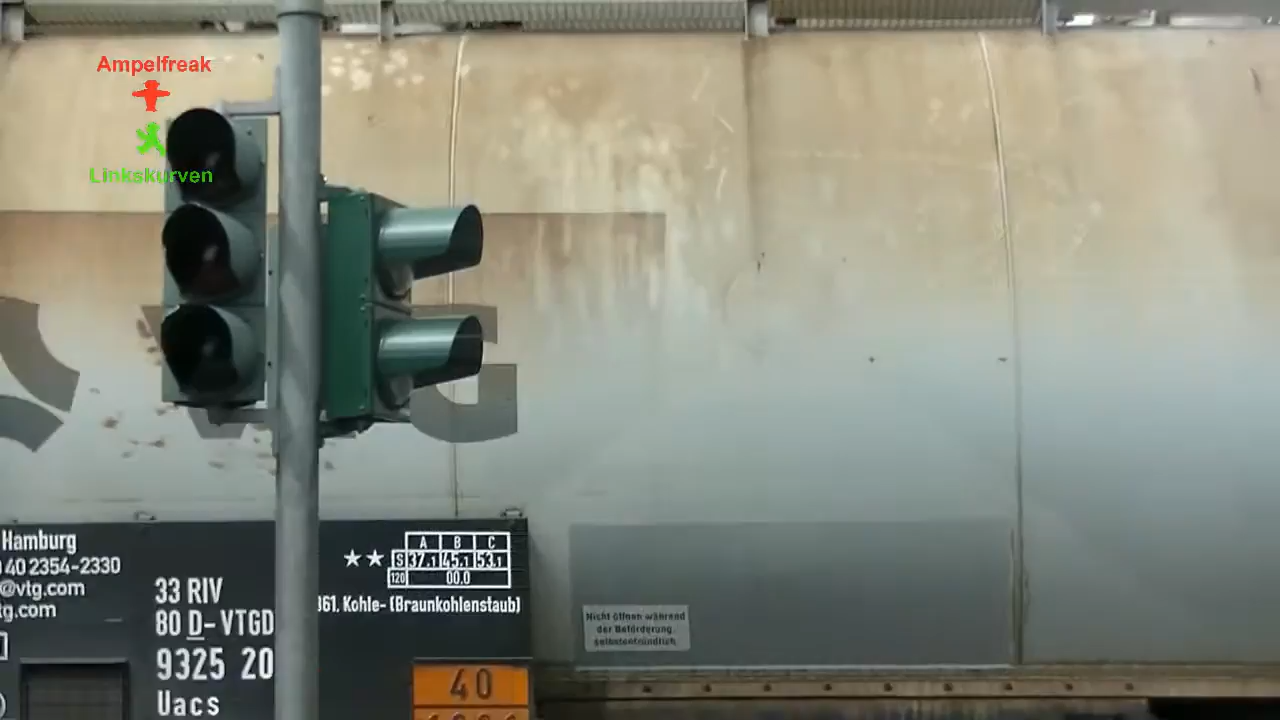 Ampelfreak
Linkskurven
G
Hamburg
40 2354-2330
@vtg.com
tg.com
33 RIV
80 D-VTGD
9325 20
Uacs
★★
A B C
S 37.1 45.1 53.1
120 00.0
361. Kohle- (Braunkohlenstaub)
40
Nicht öffnen während
der Beförderung,
selbstentzündlich.